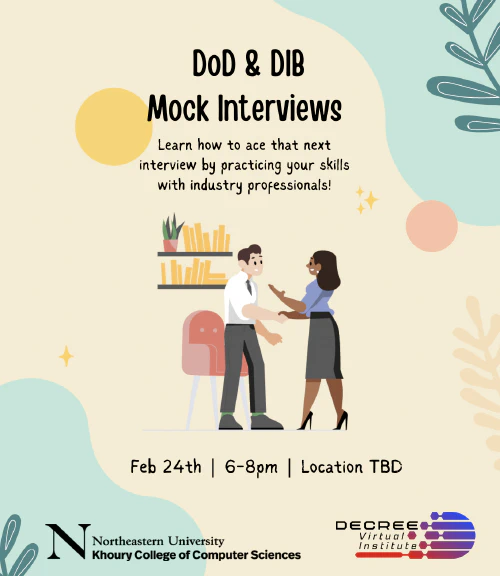 DoD & DIB
Mock Interviews
Learn how to ace that next
interview by practicing your skills
with industry professionals!
Feb 24th | 6-8pm | Location TBD
N Northeastern University
Khoury College of Computer Sciences
DECREE
Virtual
Institute